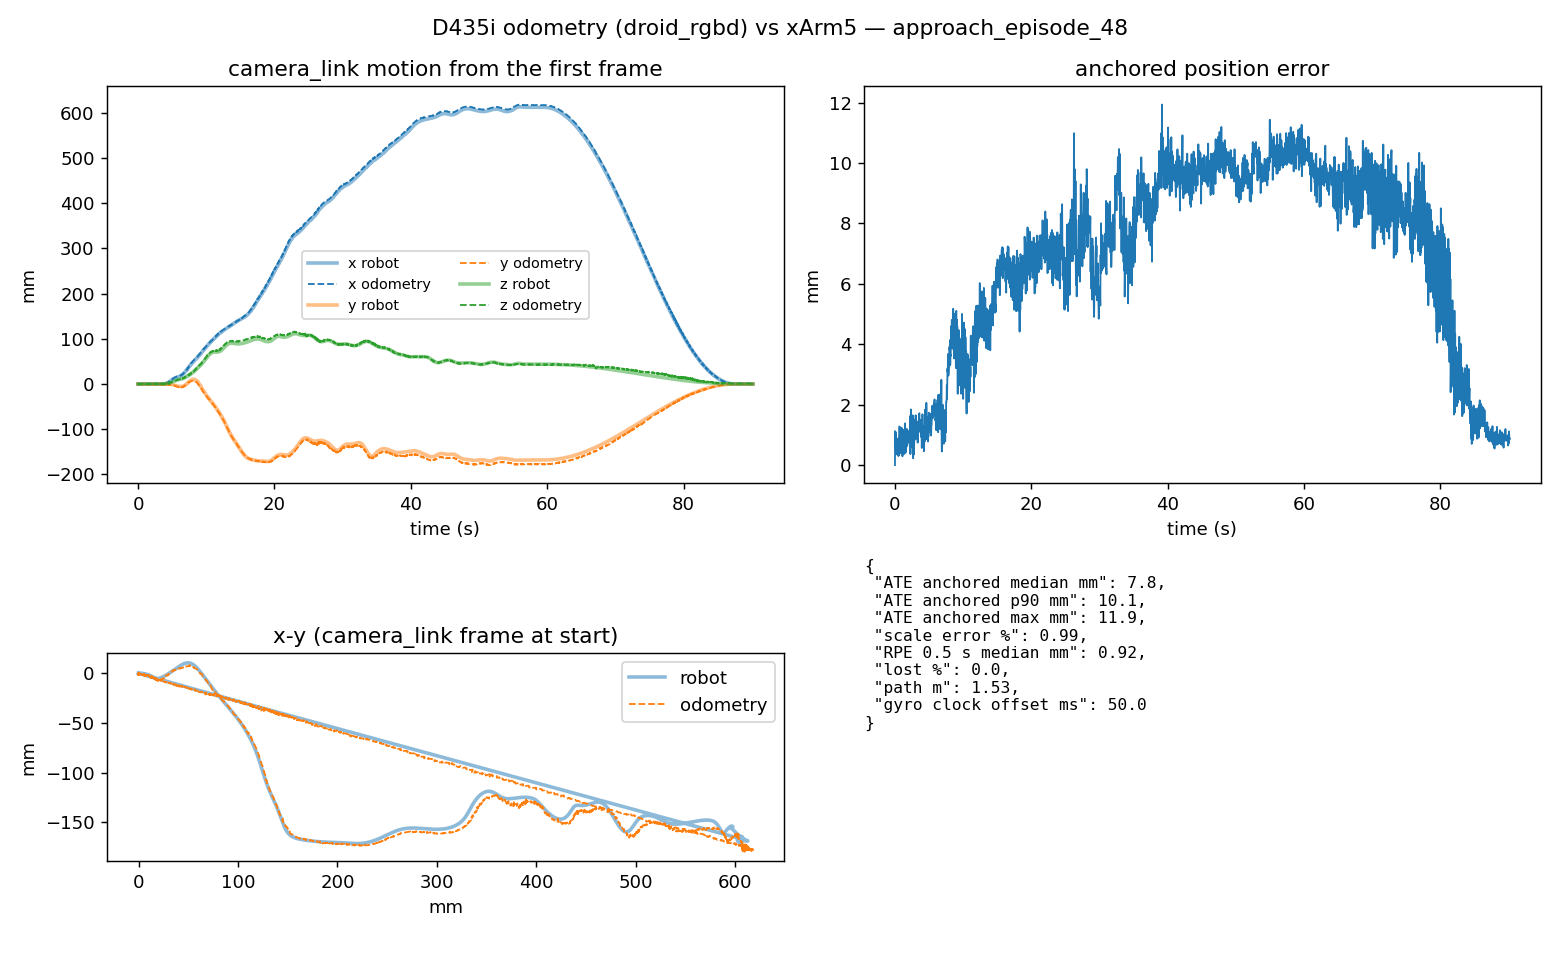 D435i odometry (droid_rgbd) vs xArm5 — approach_episode_48
camera_link motion from the first frame
600
500
400
300
200
100
0
−100
−200
mm
x robot
x odometry
y robot
y odometry
z robot
z odometry
0 20 40 60 80
time (s)
anchored position error
12
10
8
6
4
2
0
mm
0 20 40 60 80
time (s)
x-y (camera_link frame at start)
0
−50
−100
−150
mm
robot
odometry
0 100 200 300 400 500 600
mm
{
"ATE anchored median mm": 7.8,
"ATE anchored p90 mm": 10.1,
"ATE anchored max mm": 11.9,
"scale error %": 0.99,
"RPE 0.5 s median mm": 0.92,
"lost %": 0.0,
"path m": 1.53,
"gyro clock offset ms": 50.0
}